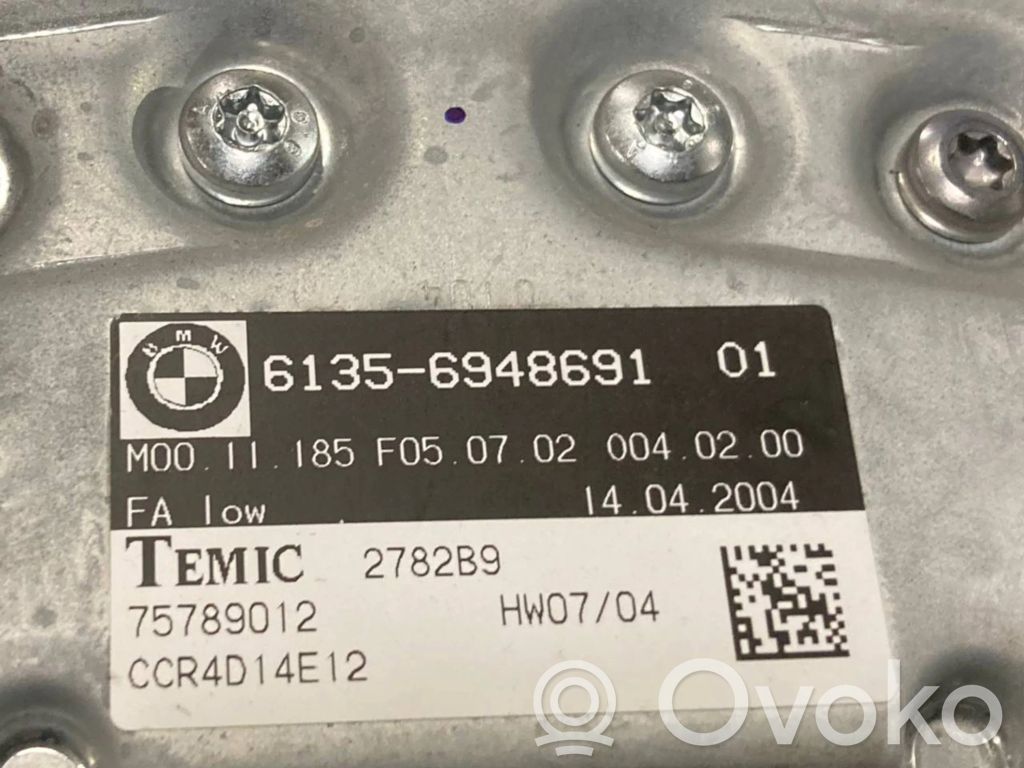 BMW
6135-6948691 01
M00.11.185 F05.07.02 004.02.00
FA low 14.04.2004
TEMIC 2782B9
75789012 HW07/04
CCR4D14E12
Ovoko